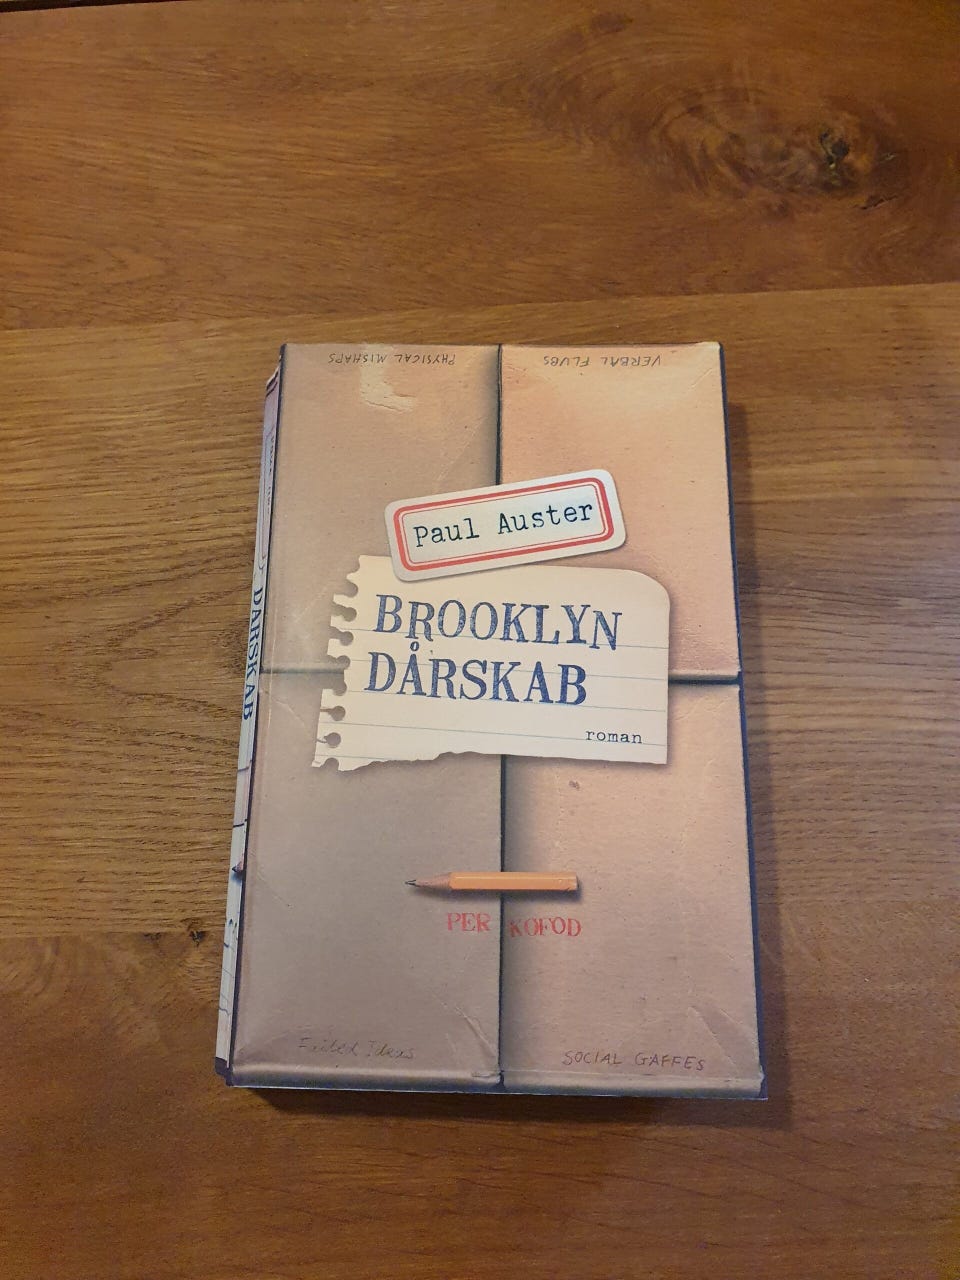 PHYSICAL MISHAPS
VERBAL FLUBS
Paul Auster
BROOKLYN
DÅRSKAB
roman
PER KOFOD
Failed Ideas
SOCIAL GAFFES
DÅRSKAB